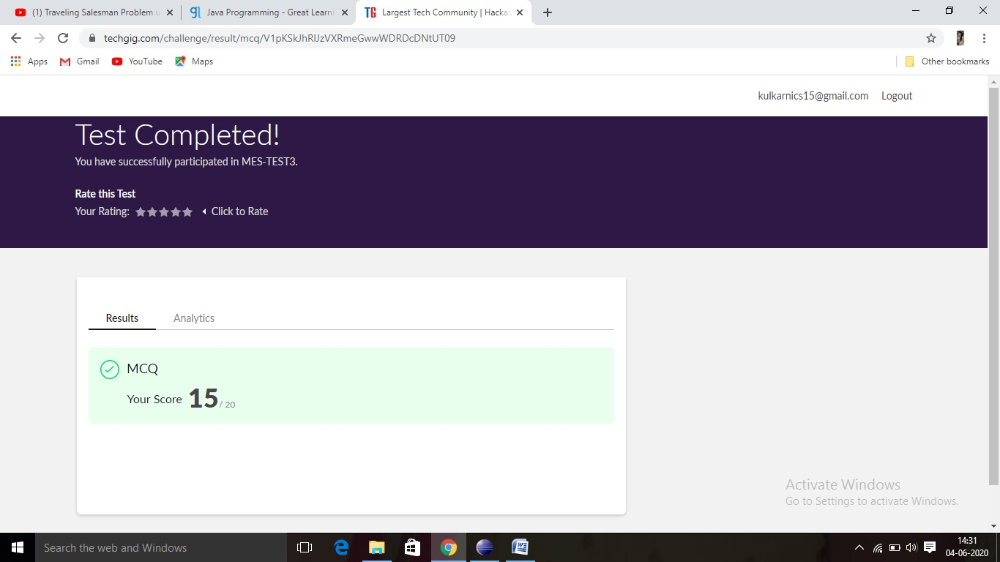 (1) Traveling Salesman Problem u
Java Programming - Great Learni
TG Largest Tech Community | Hacka
techgig.com/challenge/result/mcq/V1pKSkJhRlJzVXRmeGwwWDRDcDNtUT09
Apps Gmail YouTube Maps Other bookmarks
kulkarnics15@gmail.com Logout
Test Completed!
You have successfully participated in MES-TEST3.
Rate this Test
Your Rating: Click to Rate
Results Analytics
MCQ
Your Score 15 / 20
Activate Windows
Go to Settings to activate Windows.
Search the web and Windows
14:31
04-06-2020